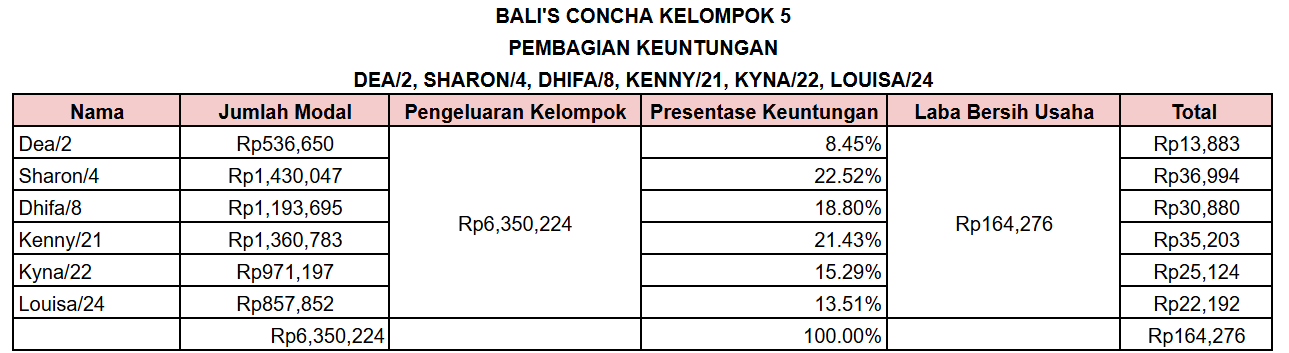 BALI'S CONCHA KELOMPOK 5
PEMBAGIAN KEUNTUNGAN
DEA/2, SHARON/4, DHIFA/8, KENNY/21, KYNA/22, LOUISA/24
Nama Jumlah Modal Pengeluaran Kelompok Presentase Keuntungan Laba Bersih Usaha Total
Dea/2 Rp536,650 8.45% Rp13,883
Sharon/4 Rp1,430,047 22.52% Rp36,994
Dhifa/8 Rp1,193,695 18.80% Rp30,880
Rp6,350,224 Rp164,276
Kenny/21 Rp1,360,783 21.43% Rp35,203
Kyna/22 Rp971,197 15.29% Rp25,124
Louisa/24 Rp857,852 13.51% Rp22,192
Rp6,350,224 100.00% Rp164,276